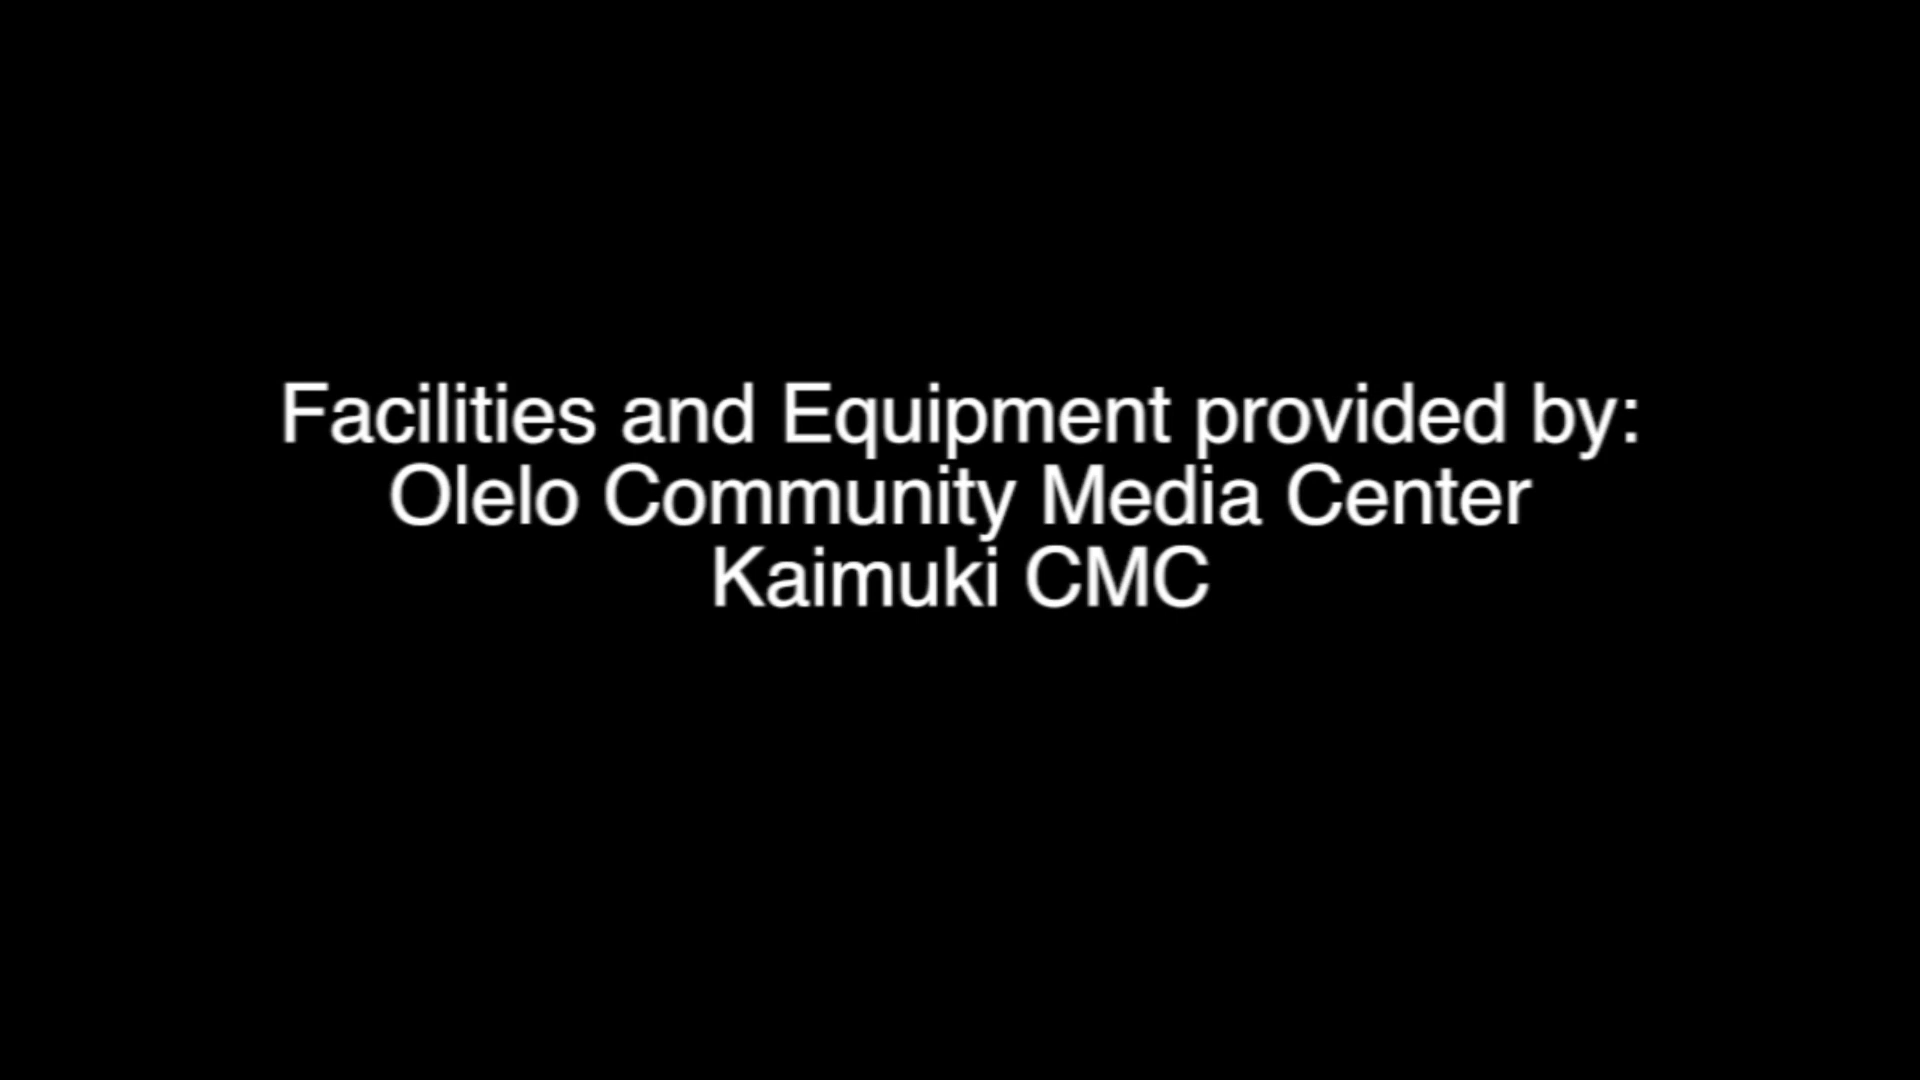 Facilities and Equipment provided by:
Olelo Community Media Center
Kaimuki CMC